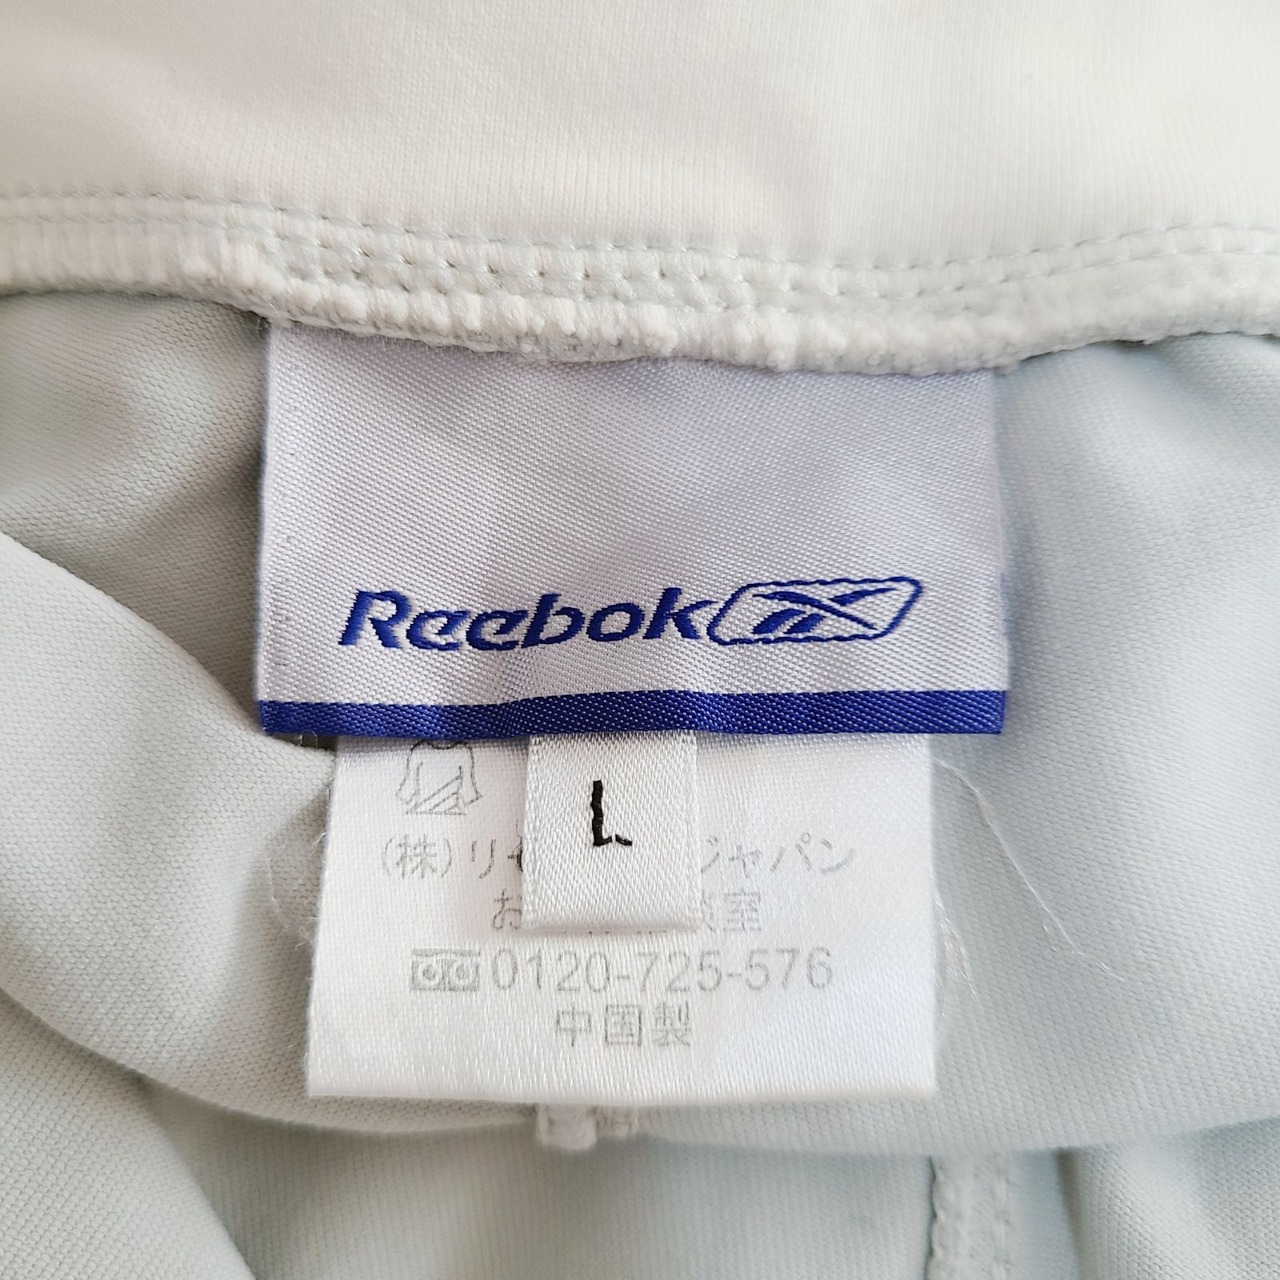 Reebok
L
(株)リ ジャパン
お 室
0120-725-576
中国製